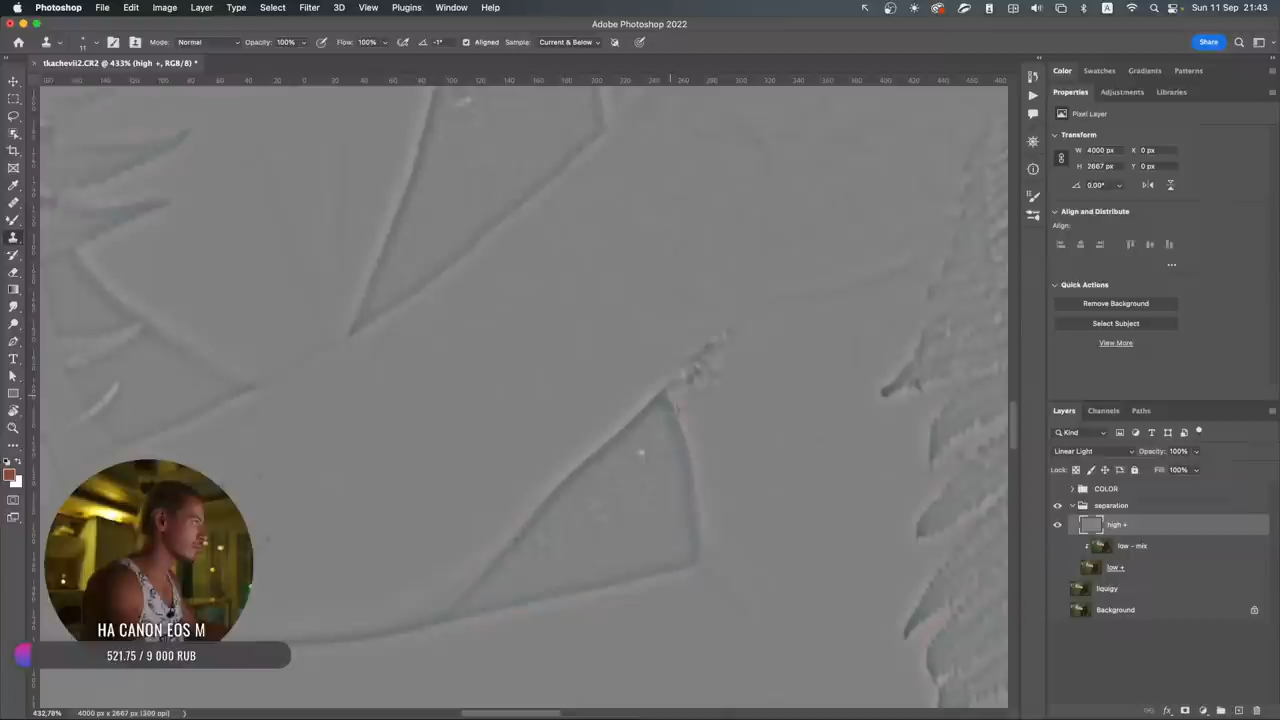 Photoshop File Edit Image Layer Type Select Filter 3D View Plugins Window Help
A
Sun 11 Sep 21:43
Adobe Photoshop 2022
11
Mode: Normal
Opacity: 100%
Flow: 100%
-1°
Aligned
Sample: Current & Below
Share
tkachevii2.CR2 @ 433% (high +, RGB/8) *
Color Swatches Gradients Patterns
Properties Adjustments Libraries
Pixel Layer
Transform
W 4000 px X 0 px
H 2667 px Y 0 px
0.00°
Align and Distribute
Align:
Quick Actions
Remove Background
Select Subject
View More
Layers Channels Paths
Kind
Linear Light Opacity: 100%
Lock: Fill: 100%
COLOR
separation
high +
low - mix
low +
liquigy
Background
НА CANON EOS M
521.75 / 9 000 RUB
432,78% 4000 px x 2667 px (300 ppi)